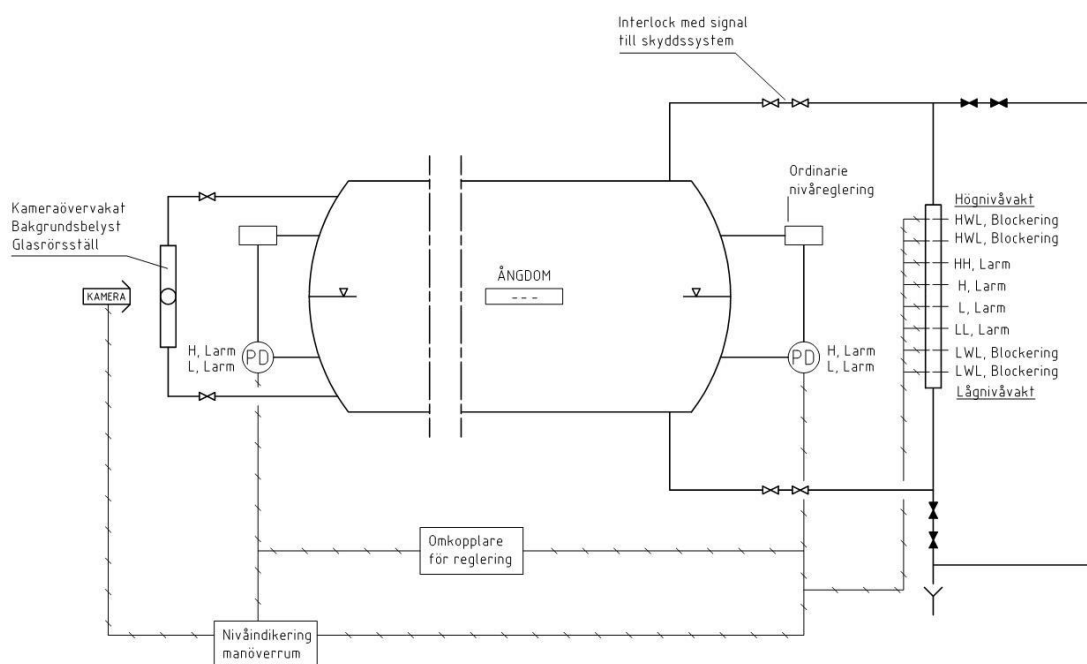 Interlock med signal
till skyddssystem
Ordinarie
nivåreglering
Kameraövervakat
Bakgrundsbelyst
Glasrörsställ
Högnivåvakt
HWL, Blockering
HWL, Blockering
HH, Larm
H, Larm
L, Larm
LL, Larm
LWL, Blockering
LWL, Blockering
Lågnivåvakt
ÅNGDOM
---
KAMERA
H, Larm
L, Larm
PD
PD
H, Larm
L, Larm
Omkopplare
för reglering
Nivåindikering
manöverrum